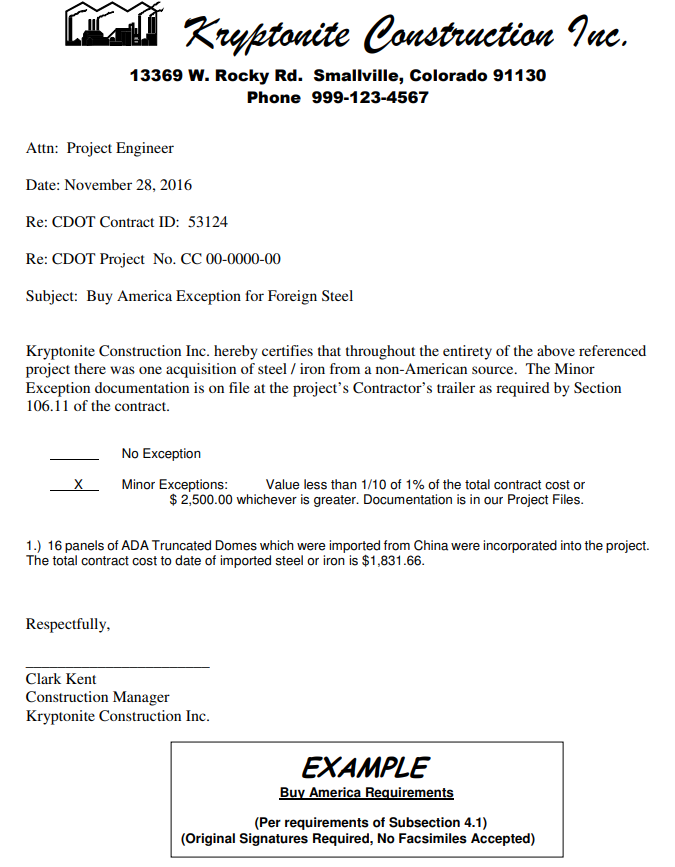 Kryptonite Construction Inc.
13369 W. Rocky Rd. Smallville, Colorado 91130
Phone 999-123-4567
Attn: Project Engineer
Date: November 28, 2016
Re: CDOT Contract ID: 53124
Re: CDOT Project No. CC 00-0000-00
Subject: Buy America Exception for Foreign Steel
Kryptonite Construction Inc. hereby certifies that throughout the entirety of the above referenced
project there was one acquisition of steel / iron from a non-American source. The Minor
Exception documentation is on file at the project's Contractor's trailer as required by Section
106.11 of the contract.
_______ No Exception
___X___ Minor Exceptions: Value less than 1/10 of 1% of the total contract cost or
$ 2,500.00 whichever is greater. Documentation is in our Project Files.
1.) 16 panels of ADA Truncated Domes which were imported from China were incorporated into the project.
The total contract cost to date of imported steel or iron is $1,831.66.
Respectfully,
_______________________
Clark Kent
Construction Manager
Kryptonite Construction Inc.
EXAMPLE
Buy America Requirements
(Per requirements of Subsection 4.1)
(Original Signatures Required, No Facsimiles Accepted)